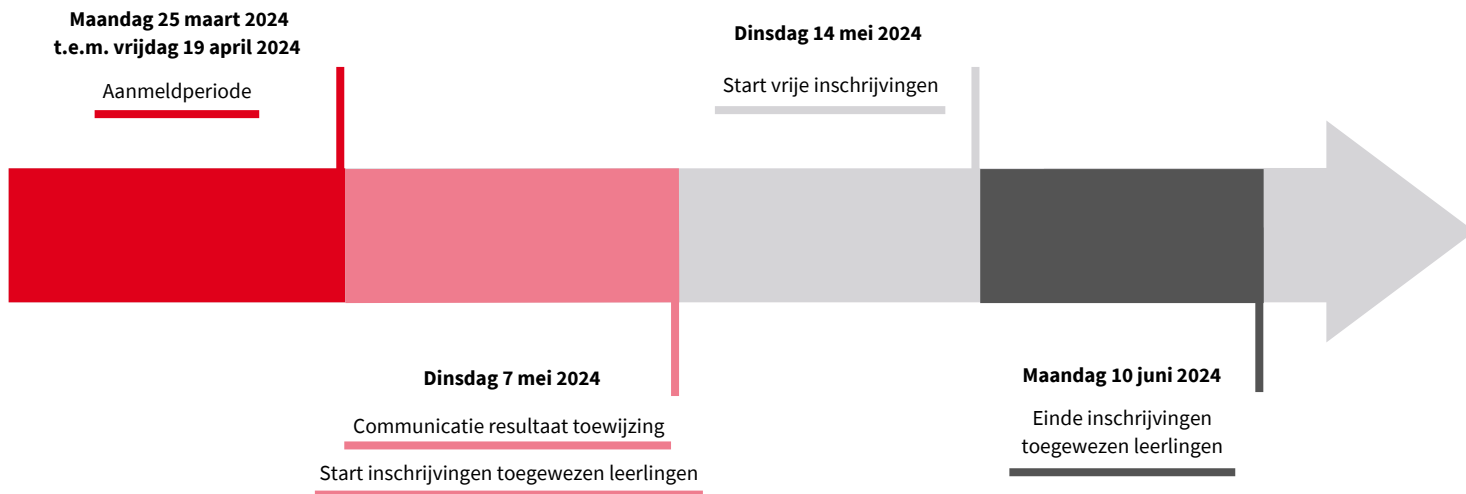 Maandag 25 maart 2024
t.e.m. vrijdag 19 april 2024
Aanmeldperiode
Dinsdag 14 mei 2024
Start vrije inschrijvingen
Dinsdag 7 mei 2024
Communicatie resultaat toewijzing
Start inschrijvingen toegewezen leerlingen
Maandag 10 juni 2024
Einde inschrijvingen
toegewezen leerlingen